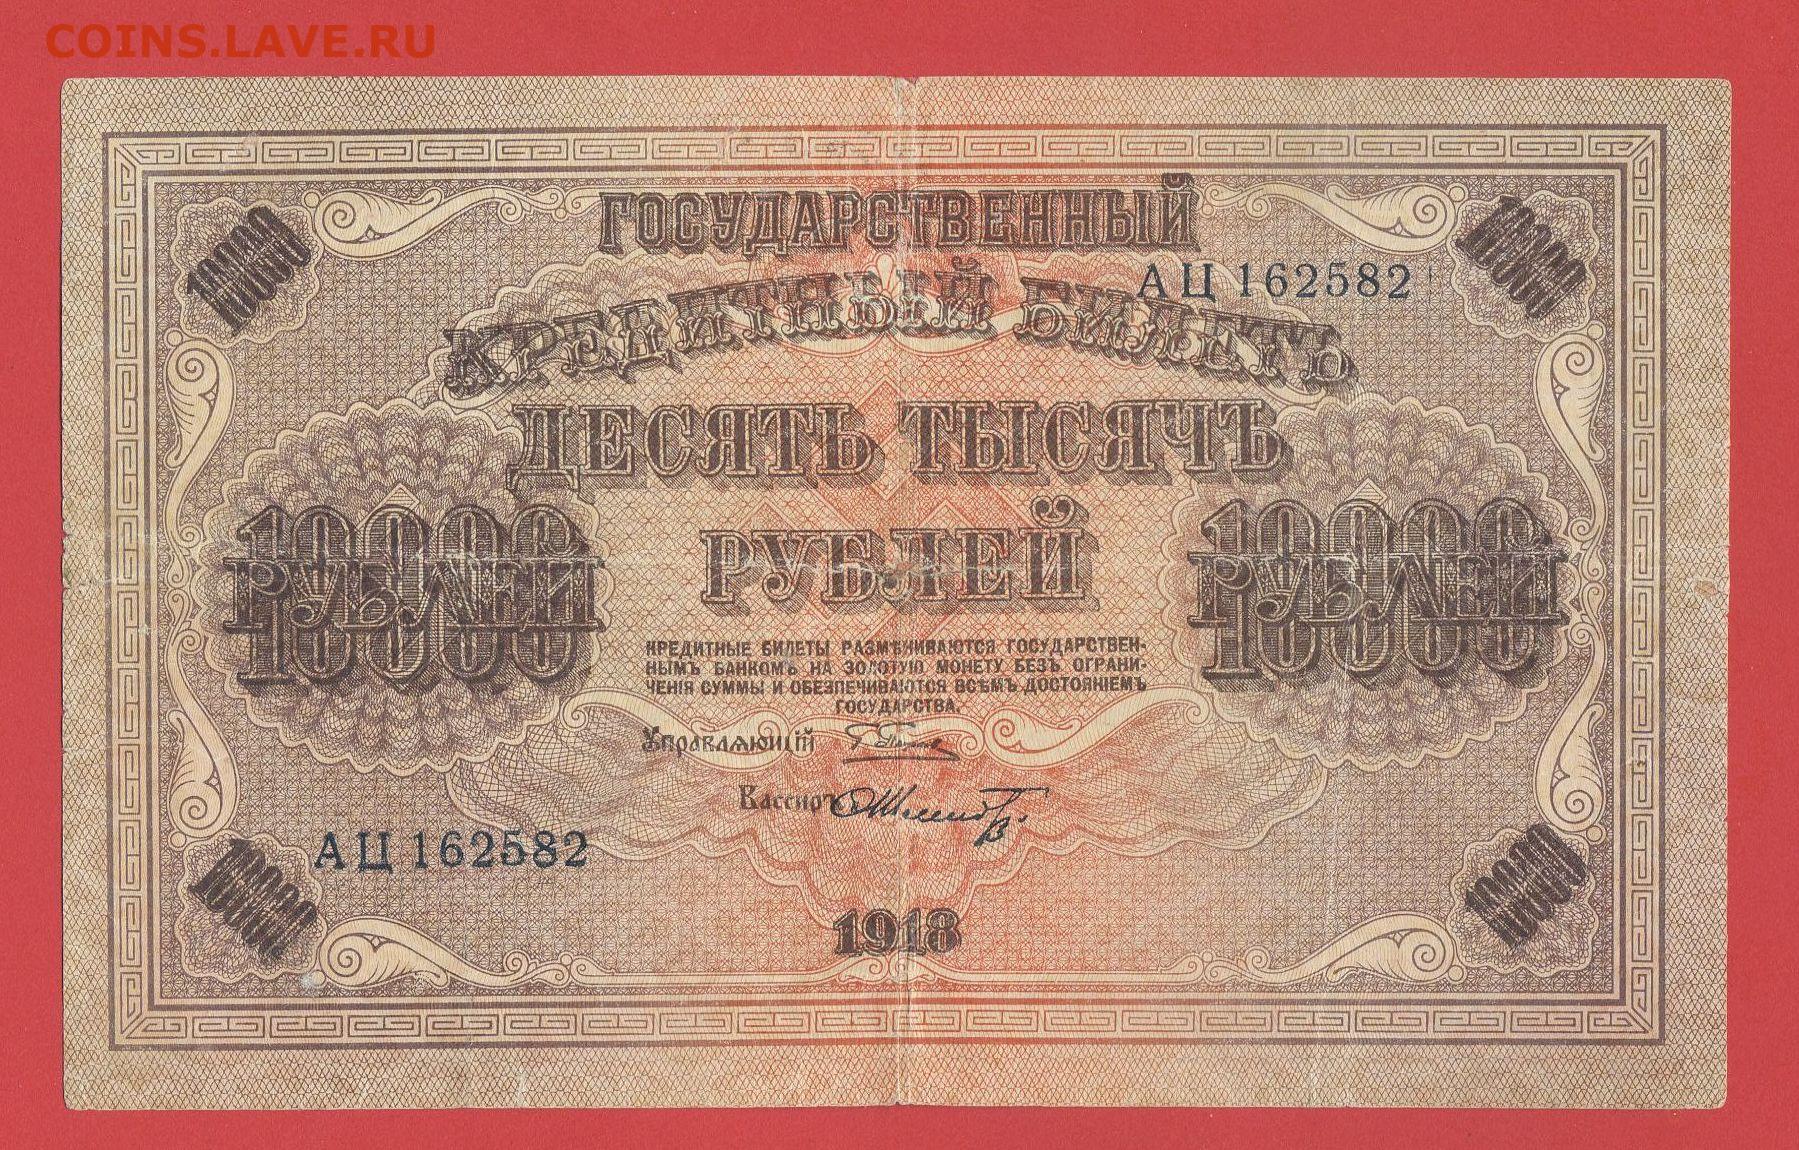 COINS.LAVE.RU
ГОСУДАРСТВЕННЫЙ
10000
10000
АЦ 162582
КРЕДИТНЫЙ БИЛЕТЪ
ДЕСЯТЬ ТЫСЯЧЪ
РУБЛЕЙ
10000
РУБЛЕЙ
10000
10000
РУБЛЕЙ
10000
КРЕДИТНЫЕ БИЛЕТЫ РАЗМѢНИВАЮТСЯ ГОСУДАРСТВЕН-
НЫМЪ БАНКОМЪ НА ЗОЛОТУЮ МОНЕТУ БЕЗЪ ОГРАНИ-
ЧЕНІЯ СУММЫ И ОБЕЗПЕЧИВАЮТСЯ ВСѢМЪ ДОСТОЯНІЕМЪ
ГОСУДАРСТВА.
Управляющій
Кассиръ
АЦ 162582
10000
10000
1918